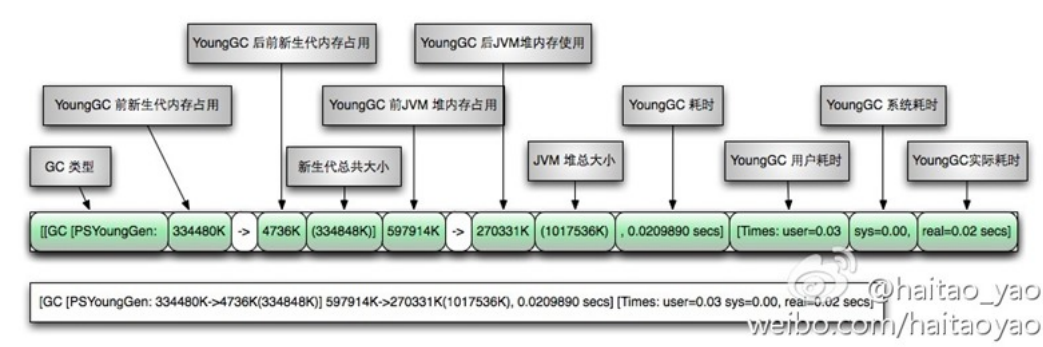 YoungGC 后前新生代内存占用
YoungGC 后JVM堆内存使用
YoungGC 前新生代内存占用
YoungGC 前JVM 堆内存占用
YoungGC 耗时
YoungGC 系统耗时
GC 类型
新生代总共大小
JVM 堆总大小
YoungGC 用户耗时
YoungGC实际耗时
[[GC [PSYoungGen: 334480K -> 4736K (334848K)] 597914K -> 270331K (1017536K) , 0.0209890 secs] [Times: user=0.03 sys=0.00, real=0.02 secs]
[GC [PSYoungGen: 334480K->4736K(334848K)] 597914K->270331K(1017536K), 0.0209890 secs] [Times: user=0.03 sys=0.00, real=0.02 secs]
@haitao_yao
weibo.com/haitaoyao